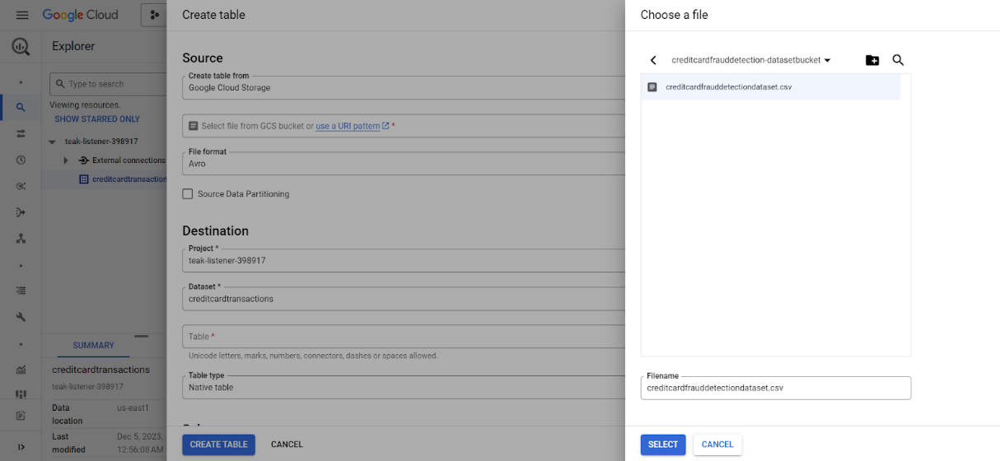 Google Cloud
Explorer
Type to search
Viewing resources.
SHOW STARRED ONLY
teak-listener-398917
External connections
creditcardtransaction
SUMMARY
creditcardtransactions
teak-listener-398917
Data location
us-east1
Last modified
Dec 5, 2023, 12:56:08 AM
Create table
Source
Create table from
Google Cloud Storage
Select file from GCS bucket or use a URI pattern *
File format
Avro
Source Data Partitioning
Destination
Project *
teak-listener-398917
Dataset *
creditcardtransactions
Table *
Unicode letters, marks, numbers, connectors, dashes or spaces allowed.
Table type
Native table
CREATE TABLE
CANCEL
Choose a file
creditcardfrauddetection-datasetbucket
creditcardfrauddetectiondataset.csv
Filename
creditcardfrauddetectiondataset.csv
SELECT
CANCEL